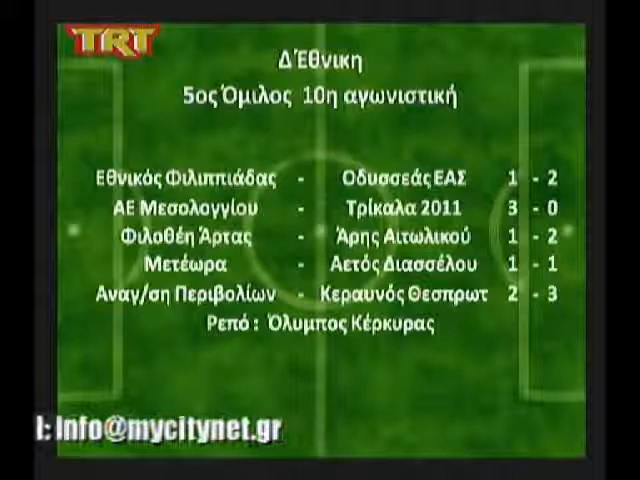 TRT
Δ Έθνικη
5ος Όμιλος 10η αγωνιστική
Εθνικός Φιλιππιάδας - Οδυσσεάς ΕΑΣ 1 - 2
ΑΕ Μεσολογγίου - Τρίκαλα 2011 3 - 0
Φιλοθέη Άρτας - Άρης Αιτωλικού 1 - 2
Μετέωρα - Αετός Διασσέλου 1 - 1
Αναγ/ση Περιβολίων - Κεραυνός Θεσπρωτ 2 - 3
Ρεπό : Όλυμπος Κέρκυρας
l: Info@mycitynet.gr